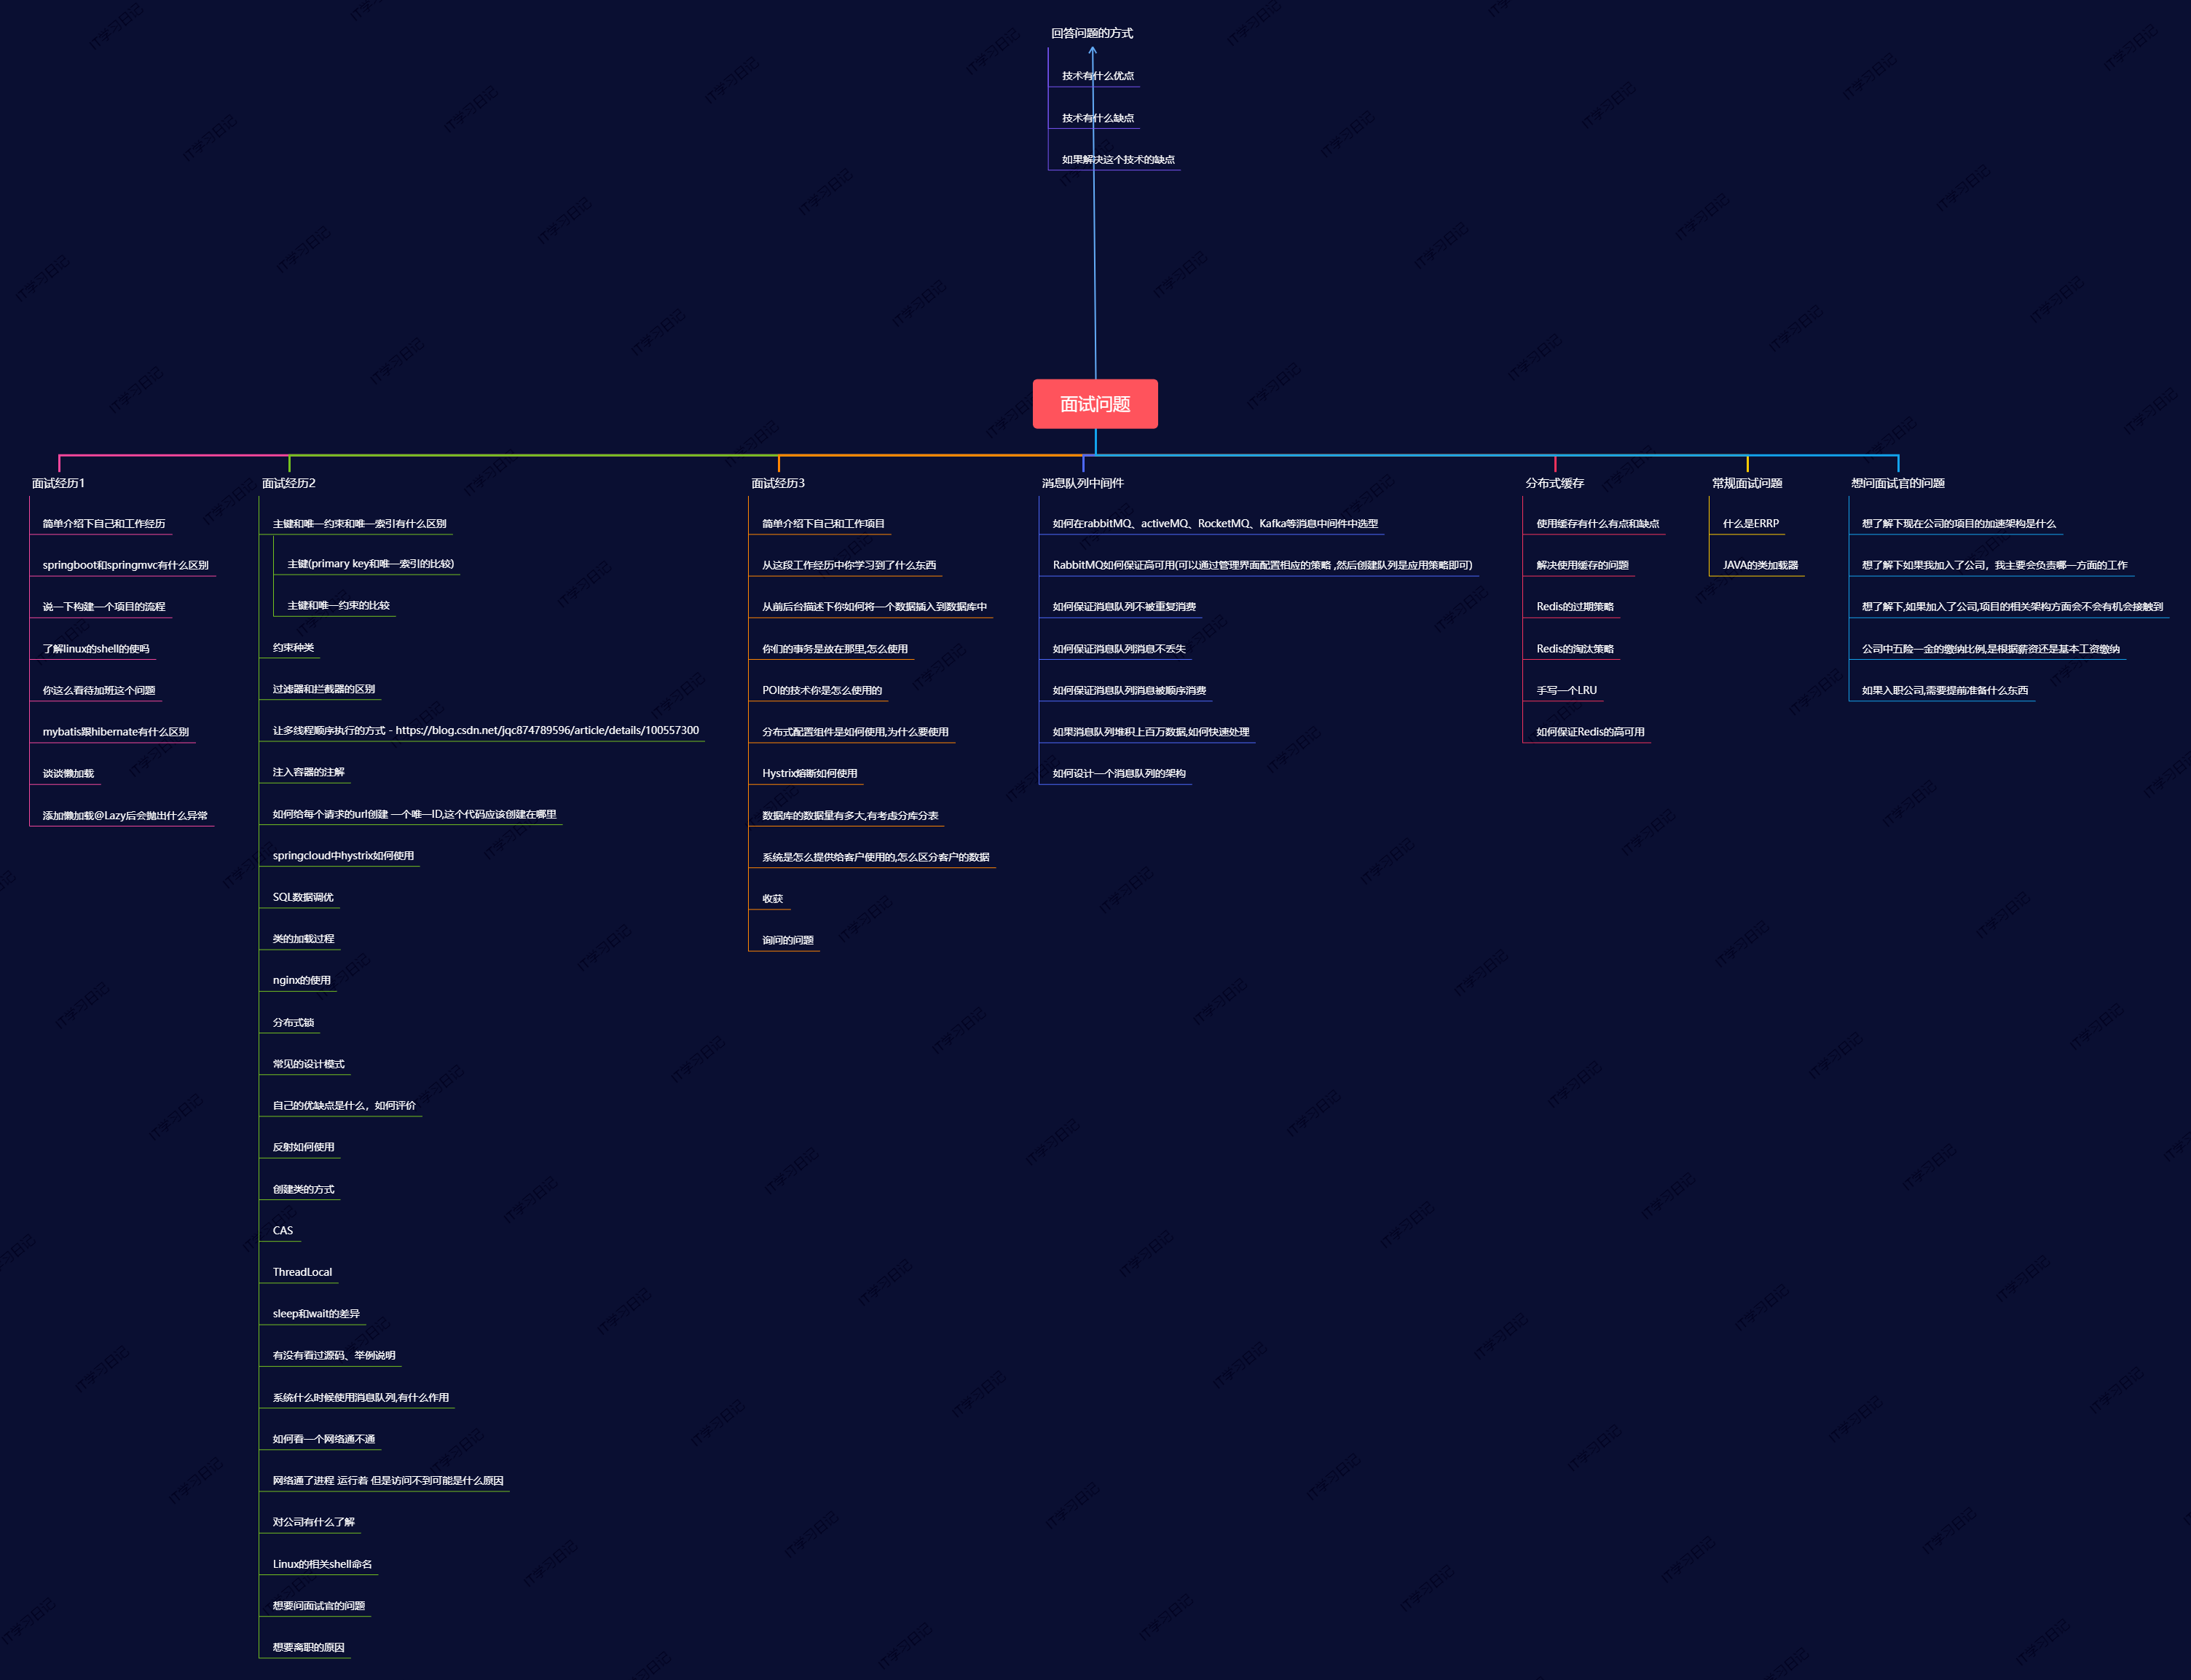 回答问题的方式
技术有什么优点
技术有什么缺点
如果解决这个技术的缺点
面试问题
面试经历1
简单介绍下自己和工作经历
springboot和springmvc有什么区别
说一下构建一个项目的流程
了解linux的shell的使吗
你这么看待加班这个问题
mybatis跟hibernate有什么区别
谈谈懒加载
添加懒加载@Lazy后会抛出什么异常
面试经历2
主键和唯一约束和唯一索引有什么区别
主键(primary key和唯一索引的比较)
主键和唯一约束的比较
约束种类
过滤器和拦截器的区别
让多线程顺序执行的方式 - https://blog.csdn.net/jqc874789596/article/details/100557300
注入容器的注解
如何给每个请求的url创建 一个唯一ID,这个代码应该创建在哪里
springcloud中hystrix如何使用
SQL数据调优
类的加载过程
nginx的使用
分布式锁
常见的设计模式
自己的优缺点是什么，如何评价
反射如何使用
创建类的方式
CAS
ThreadLocal
sleep和wait的差异
有没有看过源码、举例说明
系统什么时候使用消息队列,有什么作用
如何看一个网络通不通
网络通了进程 运行着 但是访问不到可能是什么原因
对公司有什么了解
Linux的相关shell命名
想要问面试官的问题
想要离职的原因
面试经历3
简单介绍下自己和工作项目
从这段工作经历中你学习到了什么东西
从前后台描述下你如何将一个数据插入到数据库中
你们的事务是放在那里,怎么使用
POI的技术你是怎么使用的
分布式配置组件是如何使用,为什么要使用
Hystrix熔断如何使用
数据库的数据量有多大,有考虑分库分表
系统是怎么提供给客户使用的,怎么区分客户的数据
收获
询问的问题
消息队列中间件
如何在rabbitMQ、activeMQ、RocketMQ、Kafka等消息中间件中选型
RabbitMQ如何保证高可用(可以通过管理界面配置相应的策略 ,然后创建队列是应用策略即可)
如何保证消息队列不被重复消费
如何保证消息队列消息不丢失
如何保证消息队列消息被顺序消费
如果消息队列堆积上百万数据,如何快速处理
如何设计一个消息队列的架构
分布式缓存
使用缓存有什么有点和缺点
解决使用缓存的问题
Redis的过期策略
Redis的淘汰策略
手写一个LRU
如何保证Redis的高可用
常规面试问题
什么是ERRP
JAVA的类加载器
想问面试官的问题
想了解下现在公司的项目的加速架构是什么
想了解下如果我加入了公司，我主要会负责哪一方面的工作
想了解下,如果加入了公司,项目的相关架构方面会不会有机会接触到
公司中五险一金的缴纳比例,是根据薪资还是基本工资缴纳
如果入职公司,需要提前准备什么东西
IT学习日记